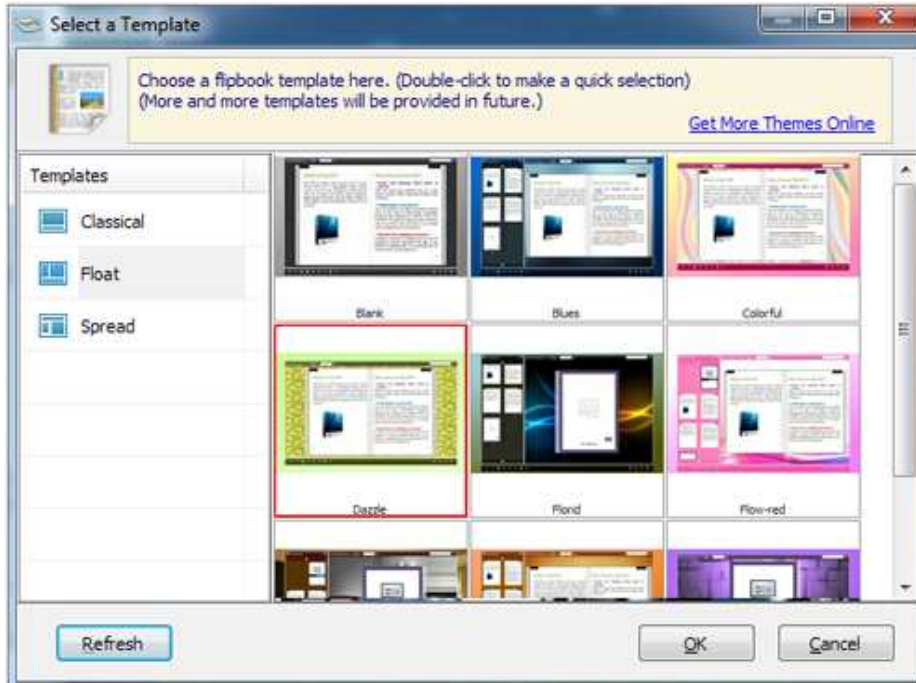 Select a Template
Choose a flipbook template here. (Double-click to make a quick selection)
(More and more templates will be provided in future.)
Get More Themes Online
Templates
Classical
Float
Spread
Blank
Blues
Colorful
Dazzle
Florid
Flow-red
Refresh
OK
Cancel